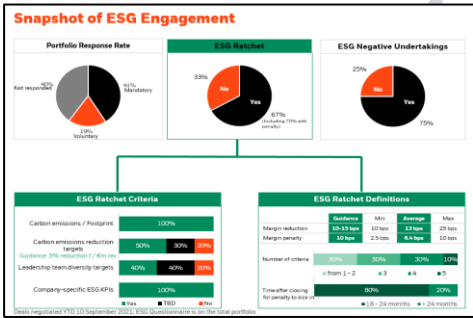 Snapshot of ESG Engagement
Portfolio Response Rate
40%
Not responded
41%
Mandatory
19%
Voluntary
ESG Ratchet
33%
No
Yes
67%
(Including 70% with
penalty)
ESG Negative Undertakings
25%
No
Yes
75%
ESG Ratchet Criteria
Carbon emissions / Footprint
100%
Carbon emissions reduction
targets
50% 30% 20%
Guidance: 5% reduction t / €m rev
Leadership team diversity targets
40% 40% 20%
Company-specific ESG KPIs
100%
Yes TBD No
ESG Ratchet Definitions
Guidance Min Average Max
Margin reduction 10-15 bps 10 bps 13 bps 25 bps
Margin penalty 10 bps 2.5 bps 8.4 bps 10 bps
Number of criteria
30% 30% 30% 10%
from 1 - 2 3 4 5
Time after closing
for penalty to kick in
80% 20%
18 - 24 months > 24 months
Deals negotiated YTD 10 September 2021; ESG Questionnaire is on the total portfolio